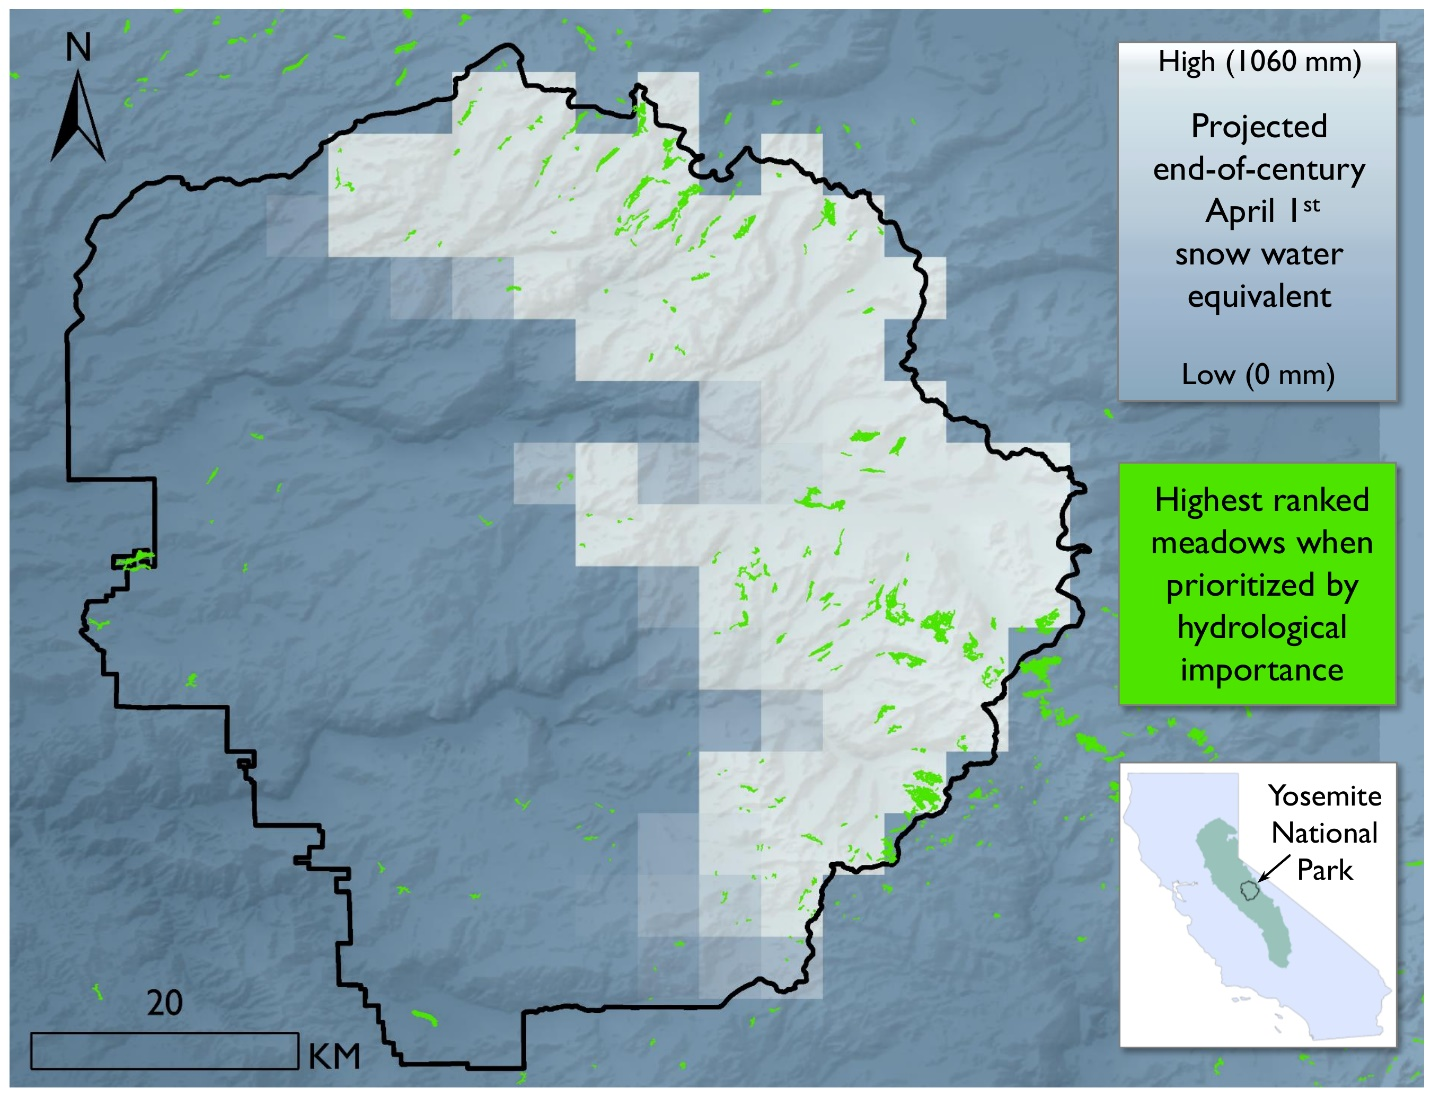 N
High (1060 mm)
Projected
end-of-century
April 1st
snow water
equivalent
Low (0 mm)
Highest ranked
meadows when
prioritized by
hydrological
importance
Yosemite
National
Park
20
KM